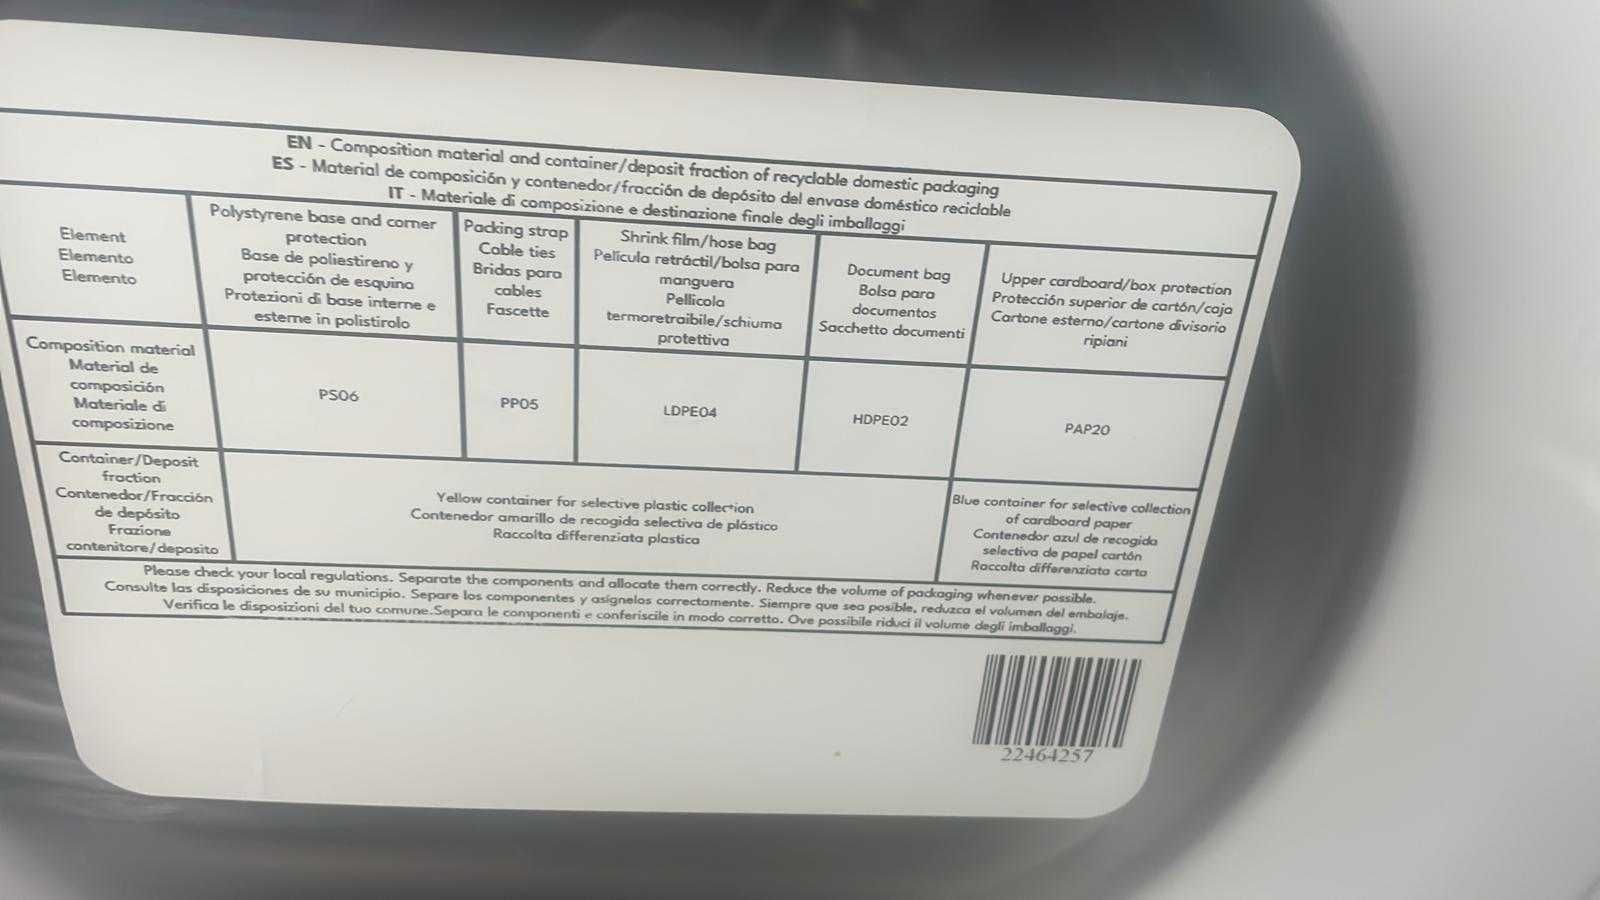 EN - Composition material and container/deposit fraction of recyclable domestic packaging
ES - Material de composición y contenedor/fracción de depósito del envase doméstico reciclable
IT - Materiale di composizione e destinazione finale degli imballaggi
Element
Elemento
Elemento
Polystyrene base and corner
protection
Base de poliestireno y
protección de esquina
Protezioni di base interne e
esterne in polistirolo
Packing strap
Cable ties
Bridas para
cables
Fascette
Shrink film/hose bag
Película retráctil/bolsa para
manguera
Pellicola
termoretraibile/schiuma
protettiva
Document bag
Bolsa para
documentos
Sacchetto documenti
Upper cardboard/box protection
Protección superior de cartón/caja
Cartone esterno/cartone divisorio
ripiani
Composition material
Material de
composición
Materiale di
composizione
PS06
PP05
LDPE04
HDPE02
PAP20
Container/Deposit
fraction
Contenedor/Fracción
de depósito
Frazione
contenitore/deposito
Yellow container for selective plastic collection
Contenedor amarillo de recogida selectiva de plástico
Raccolta differenziata plastica
Blue container for selective collection
of cardboard paper
Contenedor azul de recogida
selectiva de papel cartón
Raccolta differenziata carta
Please check your local regulations. Separate the components and allocate them correctly. Reduce the volume of packaging whenever possible.
Consulte las disposiciones de su municipio. Separe los componentes y asígnelos correctamente. Siempre que sea posible, reduzca el volumen del embalaje.
Verifica le disposizioni del tuo comune.Separa le componenti e conferiscile in modo corretto. Ove possibile riduci il volume degli imballaggi.
22464257